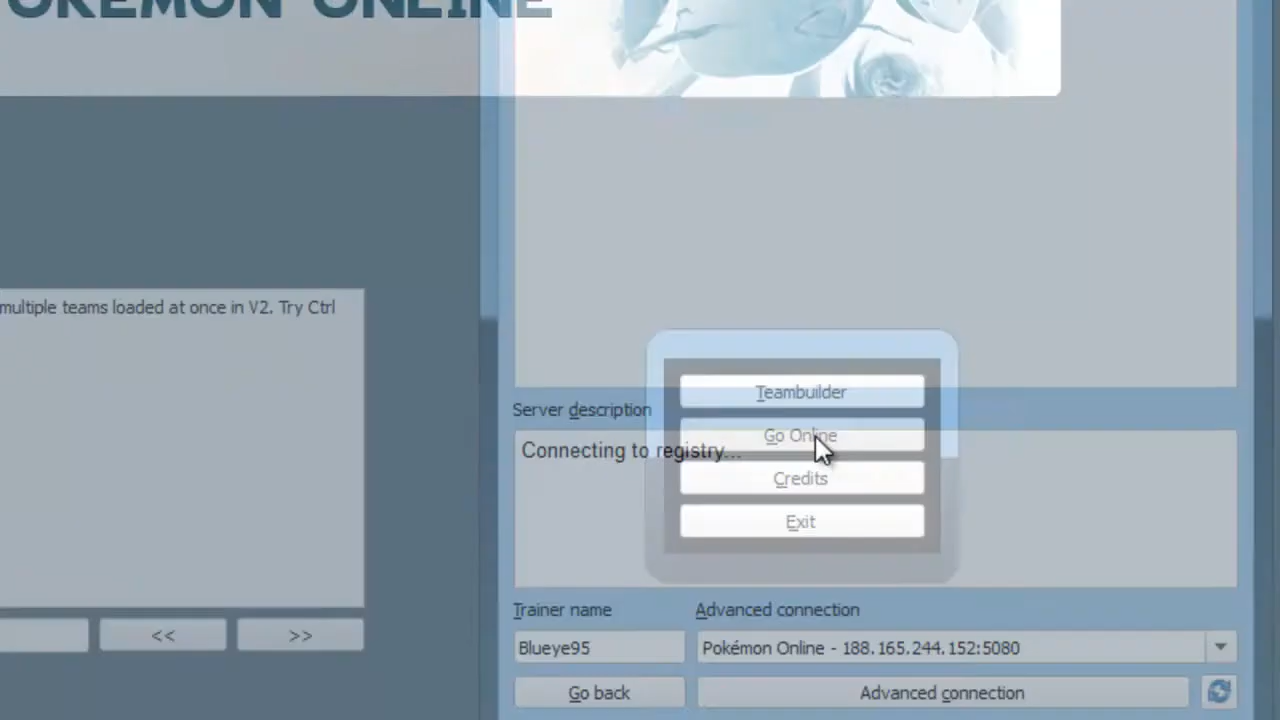 POKEMON ONLINE
multiple teams loaded at once in V2. Try Ctrl
Teambuilder
Server description
Go Online
Connecting to registry...
Credits
Exit
Trainer name
Advanced connection
<<
>>
Blueye95
Pokémon Online - 188.165.244.152:5080
Go back
Advanced connection